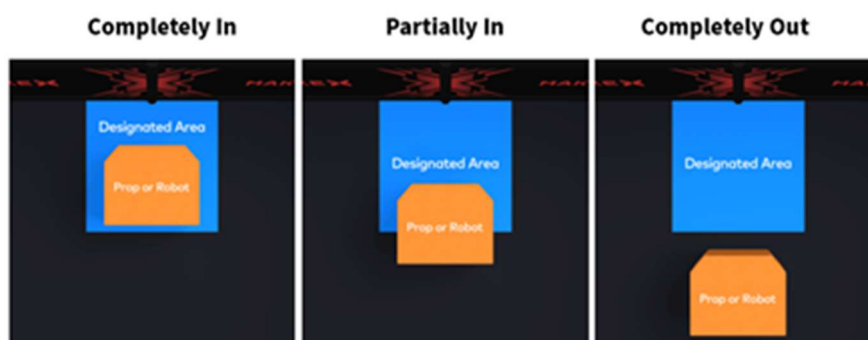 Completely In
Partially In
Completely Out
Designated Area
Prop or Robot
Designated Area
Prop or Robot
Designated Area
Prop or Robot